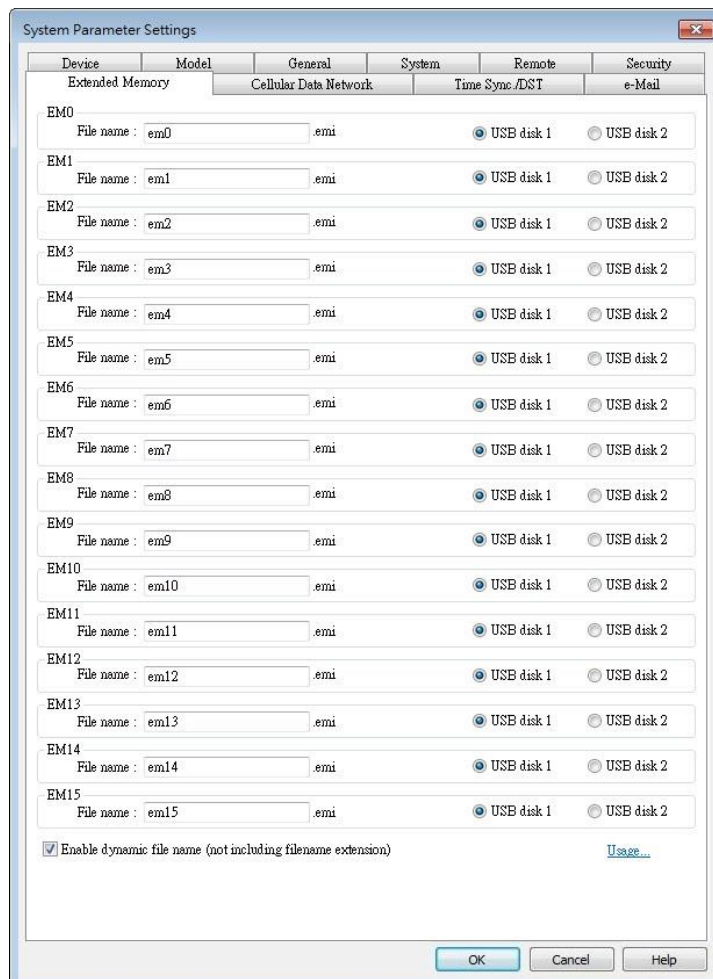 System Parameter Settings
Device Model General System Remote Security
Extended Memory Cellular Data Network Time Sync./DST e-Mail
EM0
File name : em0 .emi USB disk 1 USB disk 2
EM1
File name : em1 .emi USB disk 1 USB disk 2
EM2
File name : em2 .emi USB disk 1 USB disk 2
EM3
File name : em3 .emi USB disk 1 USB disk 2
EM4
File name : em4 .emi USB disk 1 USB disk 2
EM5
File name : em5 .emi USB disk 1 USB disk 2
EM6
File name : em6 .emi USB disk 1 USB disk 2
EM7
File name : em7 .emi USB disk 1 USB disk 2
EM8
File name : em8 .emi USB disk 1 USB disk 2
EM9
File name : em9 .emi USB disk 1 USB disk 2
EM10
File name : em10 .emi USB disk 1 USB disk 2
EM11
File name : em11 .emi USB disk 1 USB disk 2
EM12
File name : em12 .emi USB disk 1 USB disk 2
EM13
File name : em13 .emi USB disk 1 USB disk 2
EM14
File name : em14 .emi USB disk 1 USB disk 2
EM15
File name : em15 .emi USB disk 1 USB disk 2
Enable dynamic file name (not including filename extension) Usage...
OK Cancel Help